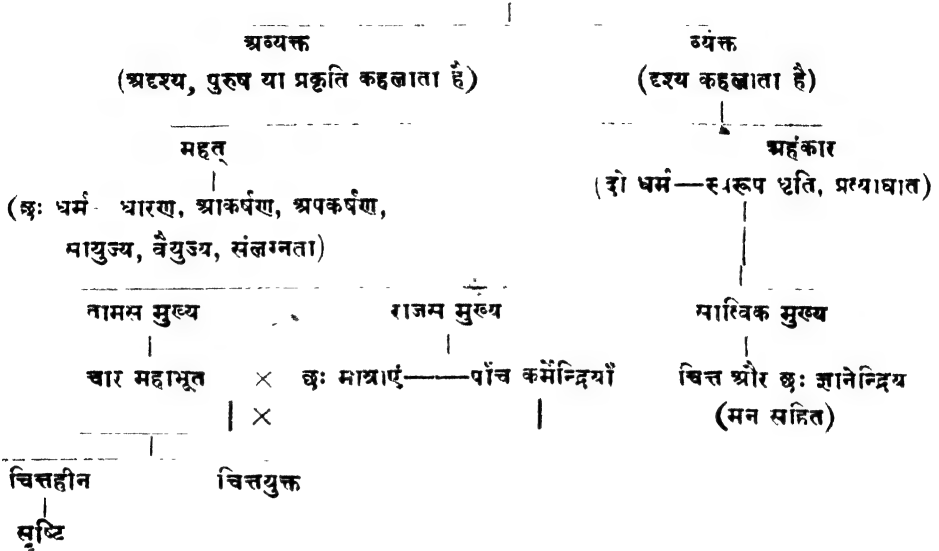 अव्यक्त व्यंक्त
(अदृश्य, पुरुष या प्रकृति कहलाता है) (दृश्य कहलाता है)
महत् अहंकार
(छः धर्म— धारण, आकर्षण, अपकर्षण, (दो धर्म—स्वरूप धृति, प्रत्याघात)
सायुज्य, वैयुज्य, संलग्नता)
तामस मुख्य राजस मुख्य सात्विक मुख्य
चार महाभूत × छः मात्राएं——पाँच कर्मेन्द्रियाँ चित्त और छः ज्ञानेन्द्रिय
× (मन सहित)
चित्तहीन चित्तयुक्त
सृष्टि